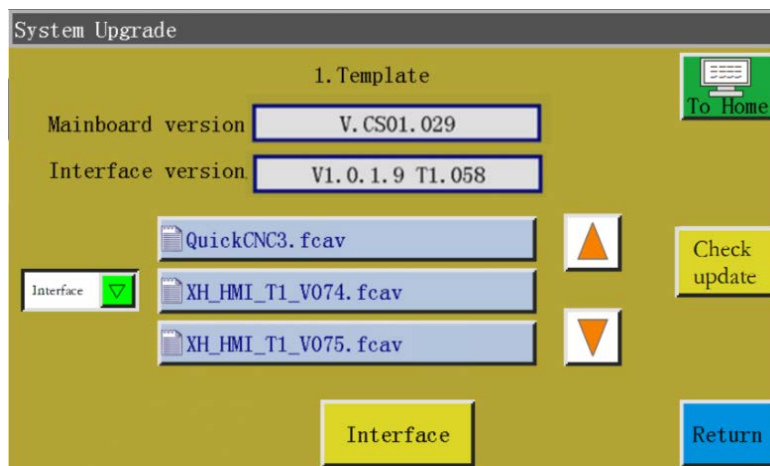 System Upgrade
1.Template
To Home
Mainboard version V.CS01.029
Interface version V1.0.1.9 T1.058
QuickCNC3.fcav
Check
update
Interface
XH_HMI_T1_V074.fcav
XH_HMI_T1_V075.fcav
Interface
Return